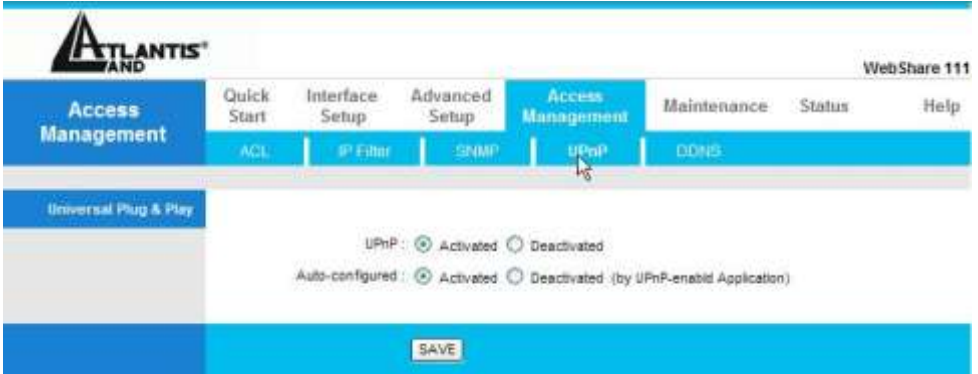 ATLANTIS®
LAND
WebShare 111
Access Management
Quick Start
Interface Setup
Advanced Setup
Access Management
Maintenance
Status
Help
ACL
IP Filter
SNMP
UPnP
DDNS
Universal Plug & Play
UPnP : Activated Deactivated
Auto-configured : Activated Deactivated (by UPnP-enabld Application)
SAVE